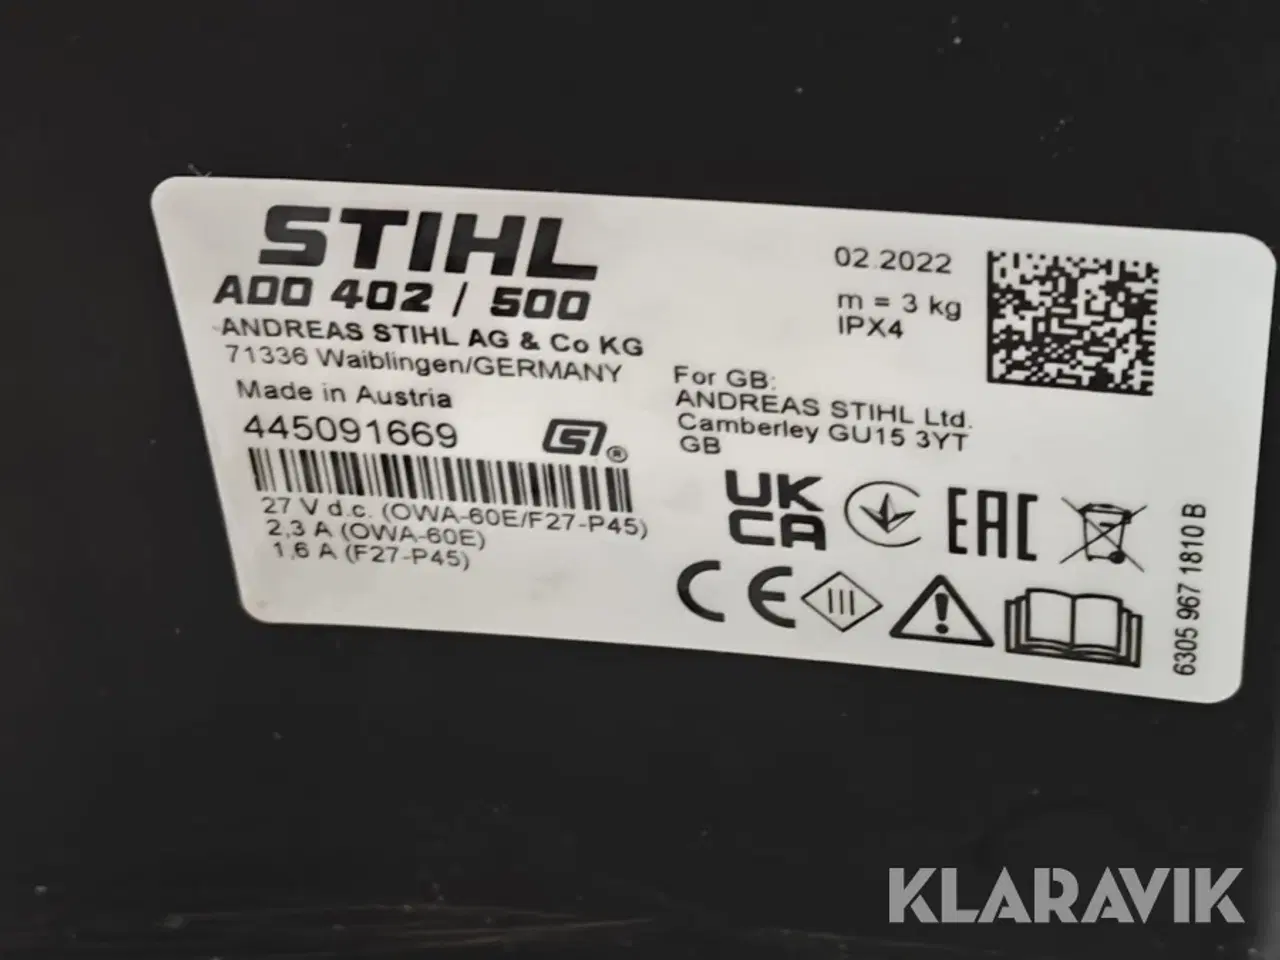 STIHL
ADO 402 / 500
ANDREAS STIHL AG & Co KG
71336 Waiblingen/GERMANY
Made in Austria
445091669
27 V d.c. (OWA-60E/F27-P45)
2,3 A (OWA-60E)
1,6 A (F27-P45)
02.2022
m = 3 kg
IPX4
For GB:
ANDREAS STIHL Ltd.
Camberley GU15 3YT
GB
UK
CA
EAC
CE
III
6305 967 1810 B
KLARAVIK